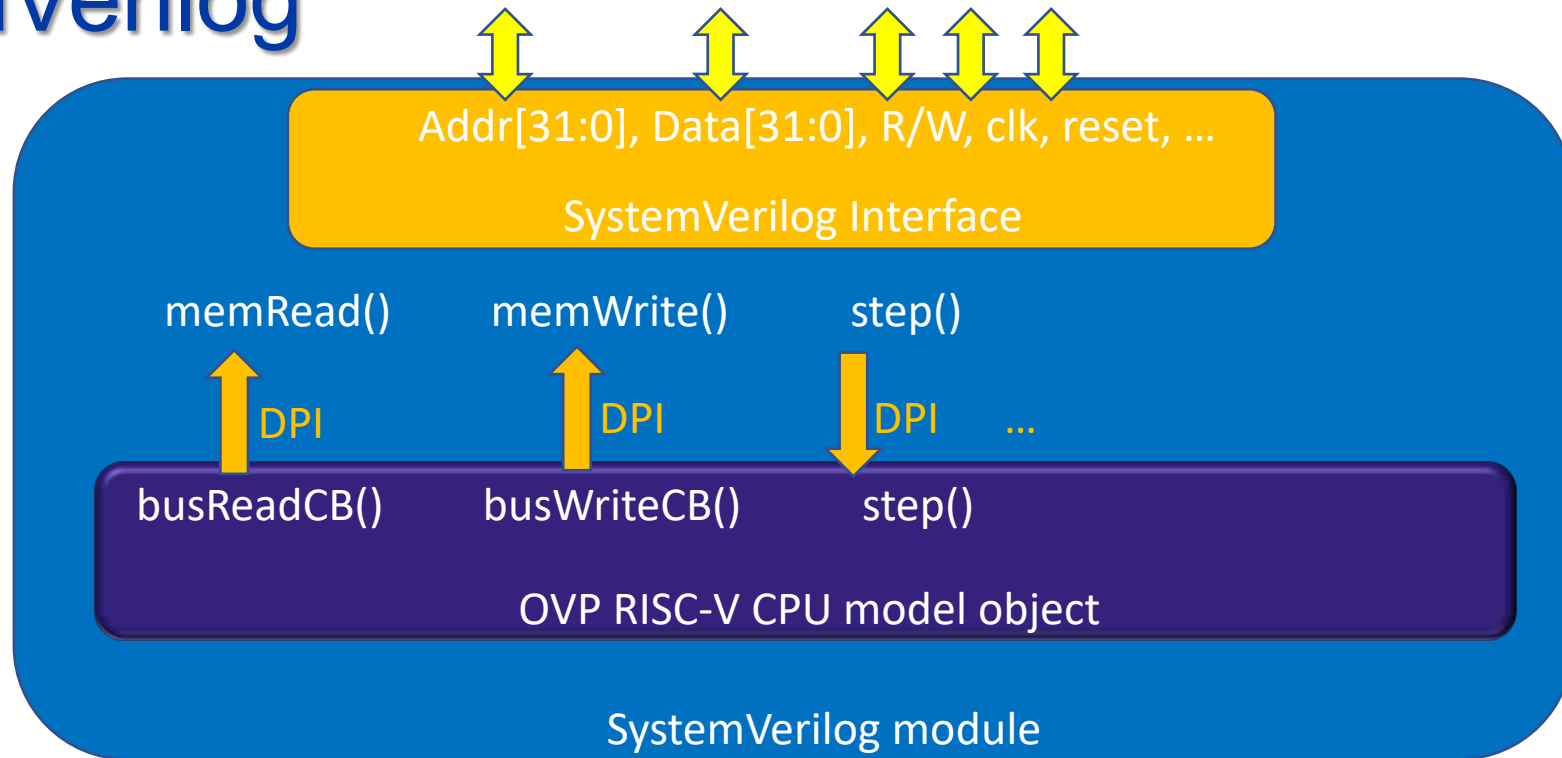 Addr[31:0], Data[31:0], R/W, clk, reset, …
SystemVerilog Interface
memRead() memWrite() step()
DPI DPI DPI …
busReadCB() busWriteCB() step()
OVP RISC-V CPU model object
SystemVerilog module